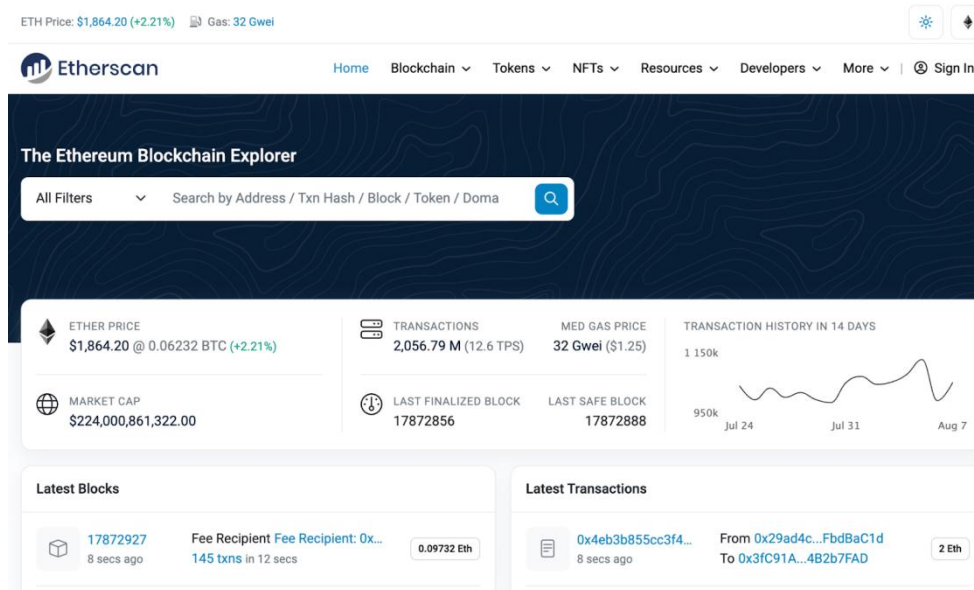 ETH Price: $1,864.20 (+2.21%) Gas: 32 Gwei
Etherscan
Home Blockchain Tokens NFTs Resources Developers More | Sign In
The Ethereum Blockchain Explorer
All Filters Search by Address / Txn Hash / Block / Token / Doma
ETHER PRICE
$1,864.20 @ 0.06232 BTC (+2.21%)
MARKET CAP
$224,000,861,322.00
TRANSACTIONS MED GAS PRICE
2,056.79 M (12.6 TPS) 32 Gwei ($1.25)
LAST FINALIZED BLOCK LAST SAFE BLOCK
17872856 17872888
TRANSACTION HISTORY IN 14 DAYS
1 150k
950k
Jul 24 Jul 31 Aug 7
Latest Blocks
17872927 Fee Recipient Fee Recipient: 0x...
8 secs ago 145 txns in 12 secs
0.09732 Eth
Latest Transactions
0x4eb3b855cc3f4... From 0x29ad4c...FbdBaC1d
8 secs ago To 0x3fC91A...4B2b7FAD
2 Eth